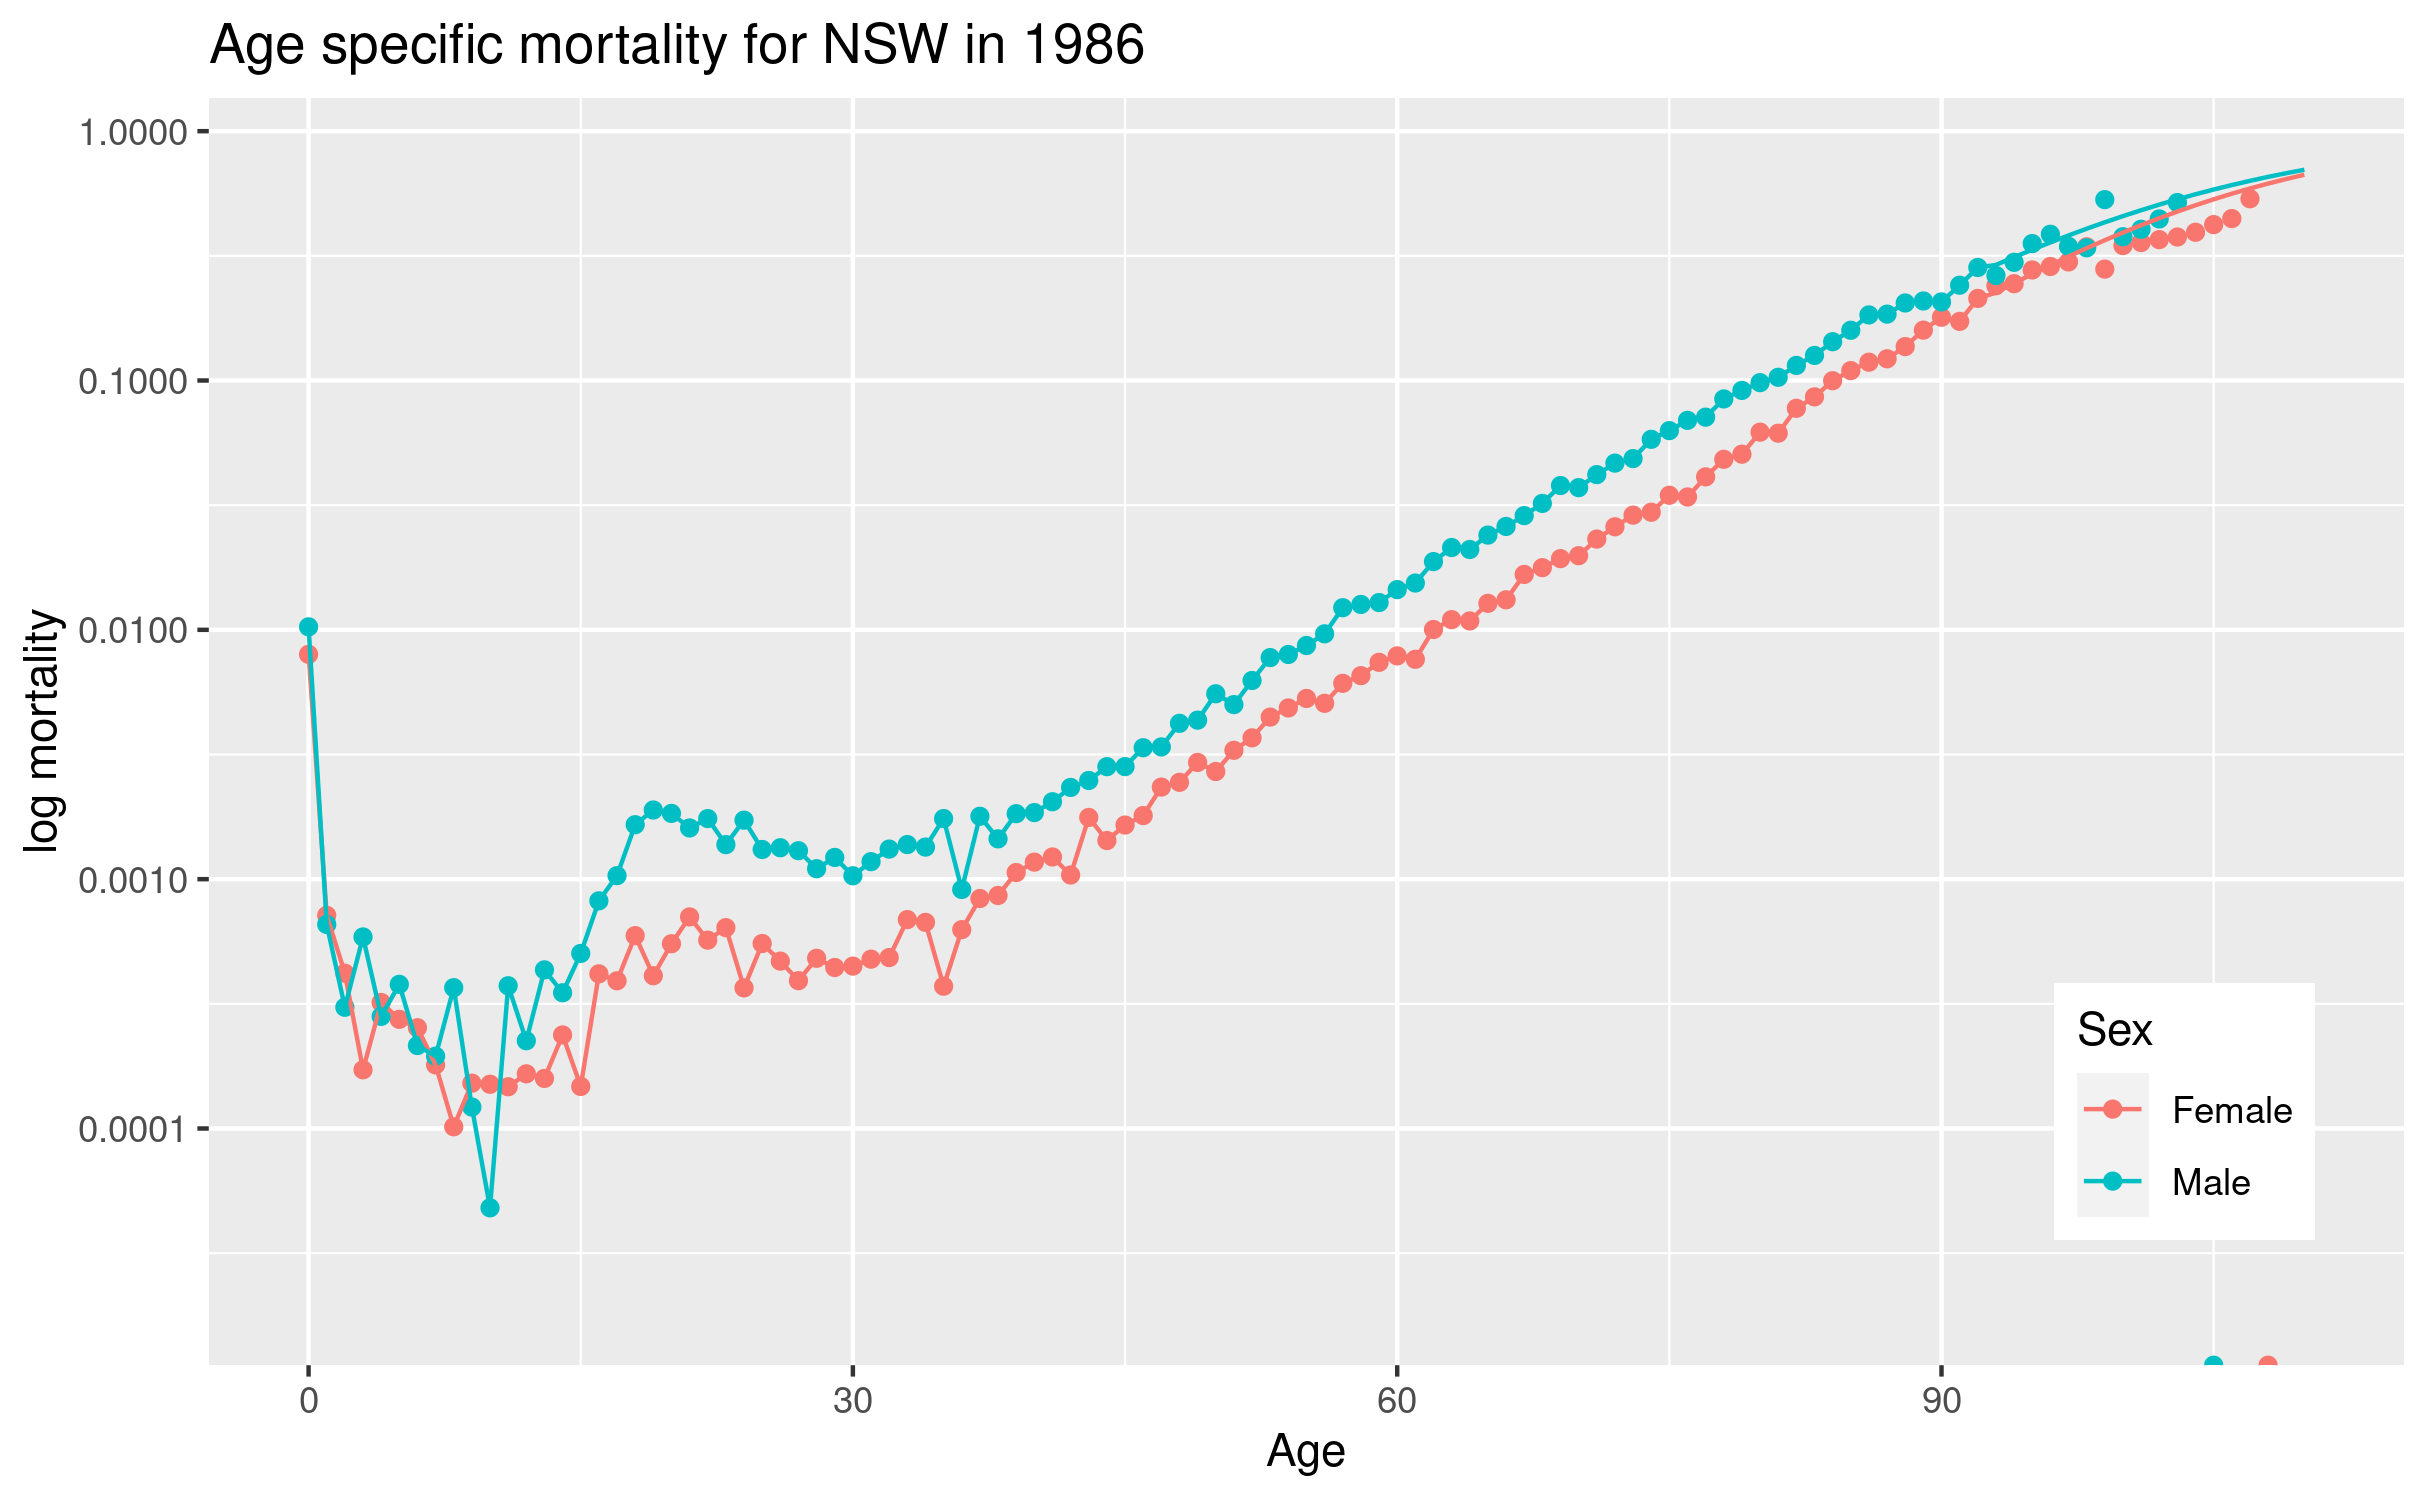 Age specific mortality for NSW in 1986
1.0000
0.1000
0.0100
0.0010
0.0001
log mortality
0 30 60 90
Age
Sex
Female
Male